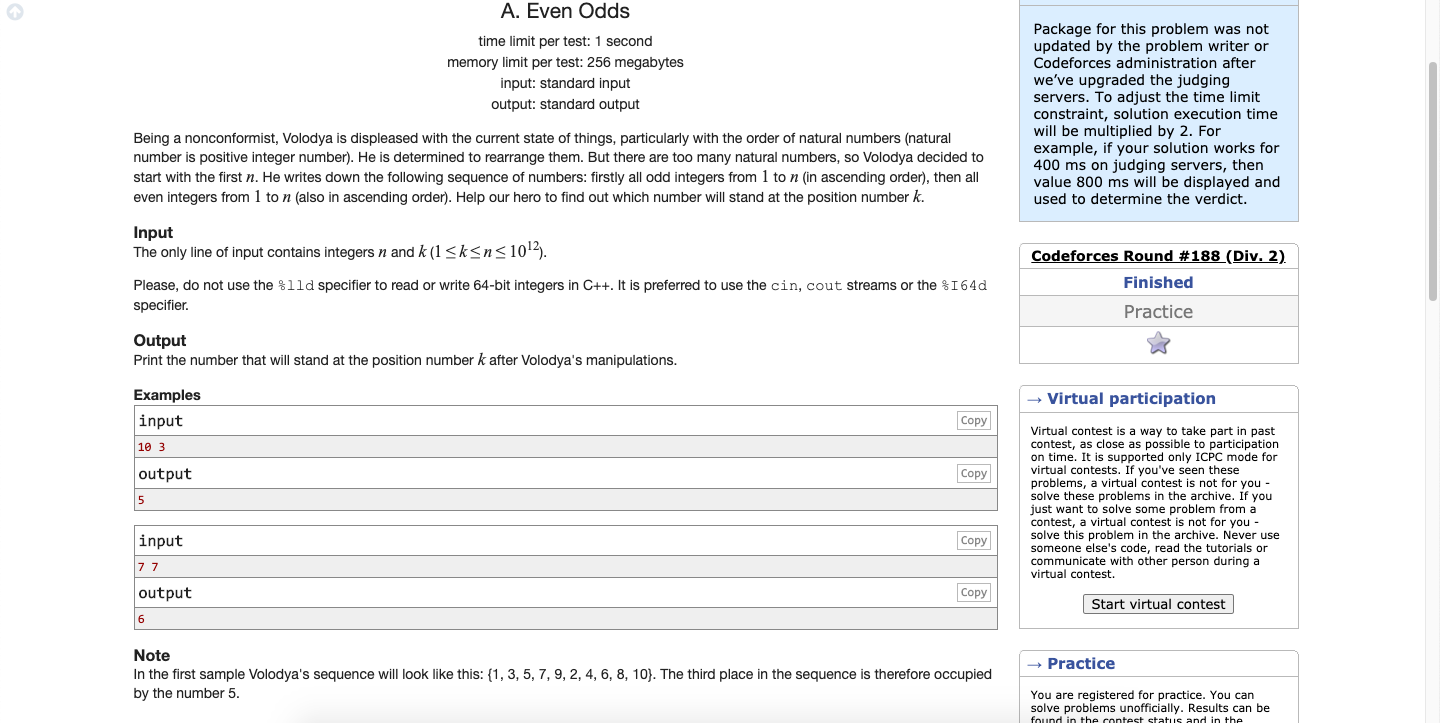 A. Even Odds
time limit per test: 1 second
memory limit per test: 256 megabytes
input: standard input
output: standard output
Being a nonconformist, Volodya is displeased with the current state of things, particularly with the order of natural numbers (natural
number is positive integer number). He is determined to rearrange them. But there are too many natural numbers, so Volodya decided to
start with the first n. He writes down the following sequence of numbers: firstly all odd integers from 1 to n (in ascending order), then all
even integers from 1 to n (also in ascending order). Help our hero to find out which number will stand at the position number k.
Input
The only line of input contains integers n and k (1 ≤ k ≤ n ≤ 10¹²).
Please, do not use the %lld specifier to read or write 64-bit integers in C++. It is preferred to use the cin, cout streams or the %I64d
specifier.
Output
Print the number that will stand at the position number k after Volodya's manipulations.
Examples
input
Copy
10 3
output
Copy
5
input
Copy
7 7
output
Copy
6
Note
In the first sample Volodya's sequence will look like this: {1, 3, 5, 7, 9, 2, 4, 6, 8, 10}. The third place in the sequence is therefore occupied
by the number 5.
Package for this problem was not
updated by the problem writer or
Codeforces administration after
we've upgraded the judging
servers. To adjust the time limit
constraint, solution execution time
will be multiplied by 2. For
example, if your solution works for
400 ms on judging servers, then
value 800 ms will be displayed and
used to determine the verdict.
Codeforces Round #188 (Div. 2)
Finished
Practice
→ Virtual participation
Virtual contest is a way to take part in past
contest, as close as possible to participation
on time. It is supported only ICPC mode for
virtual contests. If you've seen these
problems, a virtual contest is not for you -
solve these problems in the archive. If you
just want to solve some problem from a
contest, a virtual contest is not for you -
solve this problem in the archive. Never use
someone else's code, read the tutorials or
communicate with other person during a
virtual contest.
Start virtual contest
→ Practice
You are registered for practice. You can
solve problems unofficially. Results can be
found in the contest status and in the